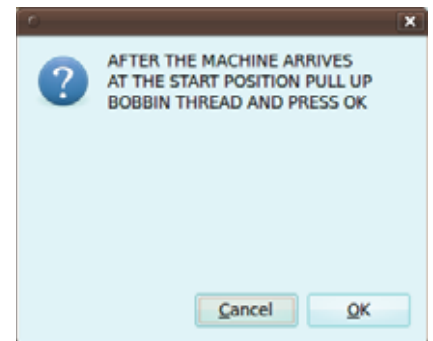 AFTER THE MACHINE ARRIVES
AT THE START POSITION PULL UP
BOBBIN THREAD AND PRESS OK
Cancel
OK